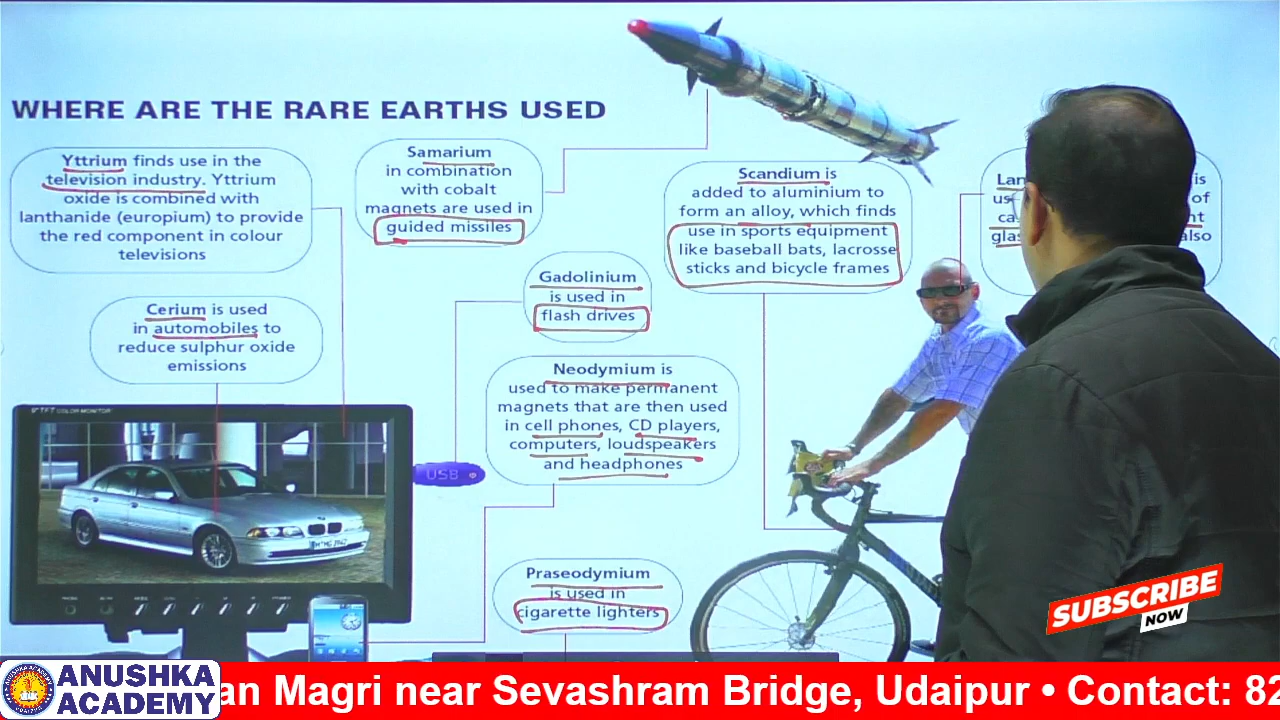 WHERE ARE THE RARE EARTHS USED
Yttrium finds use in the
television industry. Yttrium
oxide is combined with
lanthanide (europium) to provide
the red component in colour
televisions
Samarium
in combination
with cobalt
magnets are used in
guided missiles
Scandium is
added to aluminium to
form an alloy, which finds
use in sports equipment
like baseball bats, lacrosse
sticks and bicycle frames
is
of
also
Gadolinium
is used in
flash drives
Cerium is used
in automobiles to
reduce sulphur oxide
emissions
Neodymium is
used to make permanent
magnets that are then used
in cell phones, CD players,
computers, loudspeakers
and headphones
TFT COLOR MONITOR
USB
Praseodymium
is used in
cigarette lighters
SUBSCRIBE
NOW
ANUSHKA
ACADEMY
an Magri near Sevashram Bridge, Udaipur • Contact: 82